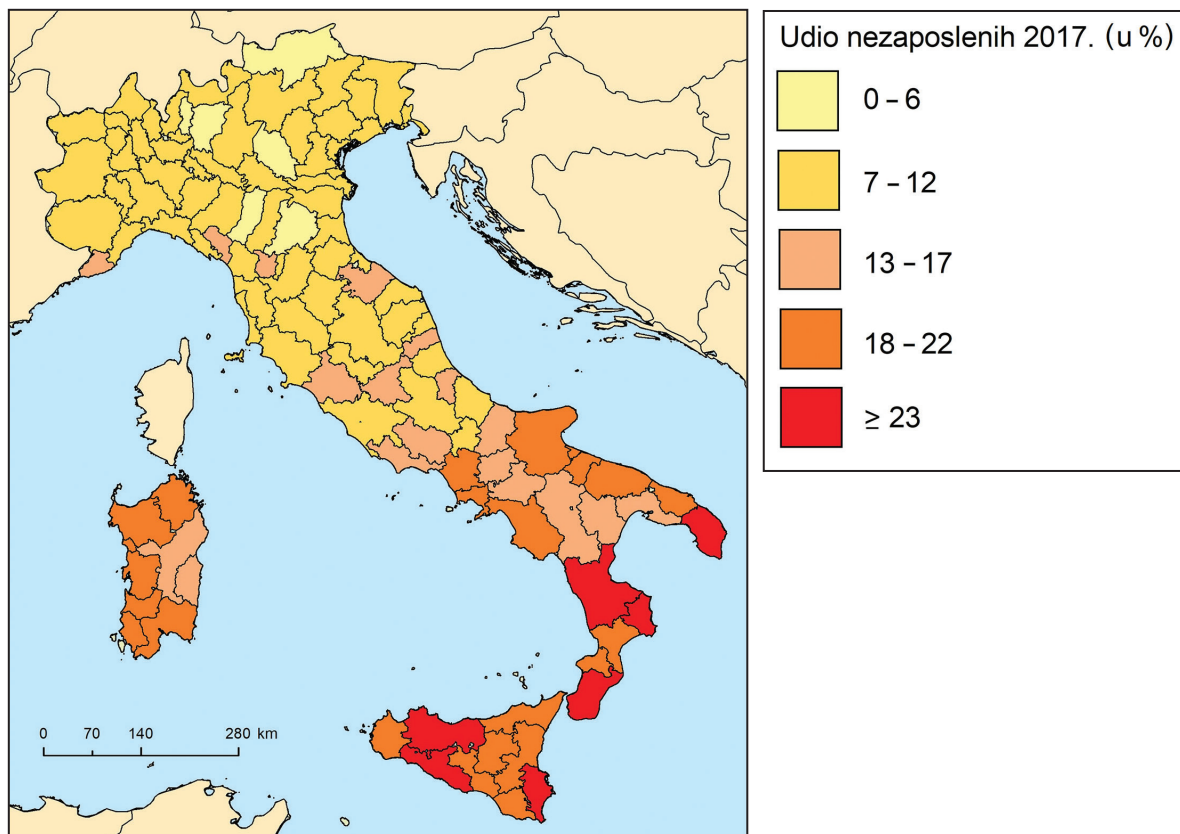 Udio nezaposlenih 2017. (u %)
0 – 6
7 – 12
13 – 17
18 – 22
≥ 23
0 70 140 280 km